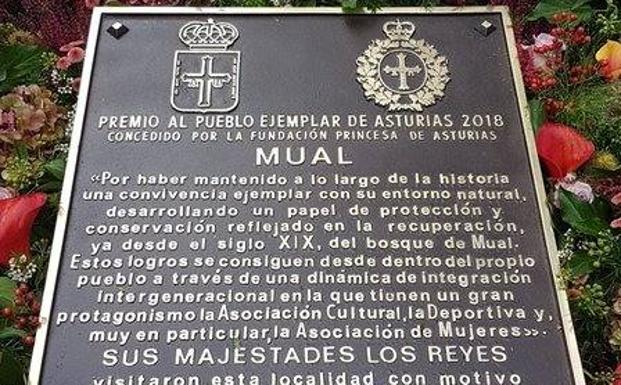 PREMIO AL PUEBLO EJEMPLAR DE ASTURIAS 2018
CONCEDIDO POR LA FUNDACIÓN PRINCESA DE ASTURIAS
MUAL
«Por haber mantenido a lo largo de la historia
una convivencia ejemplar con su entorno natural,
desarrollando un papel de protección y
conservación reflejado en la recuperación,
ya desde el siglo XIX, del bosque de Mual.
Estos logros se consiguen desde dentro del propio
pueblo a través de una dinámica de integración
intergeneracional en la que tienen un gran
protagonismo la Asociación Cultural, la Deportiva y,
muy en particular, la Asociación de Mujeres».
SUS MAJESTADES LOS REYES
visitaron esta localidad con motivo